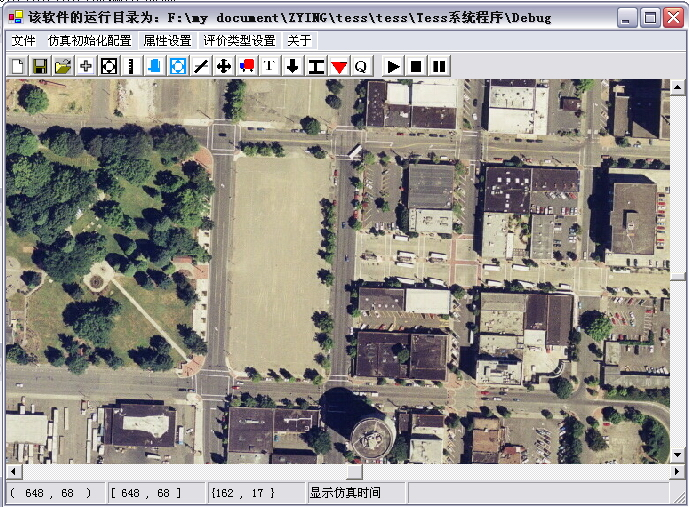 该软件的运行目录为: F:\my document\ZYING\tess\tess\Tess系统程序\Debug
文件 仿真初始化配置 属性设置 评价类型设置 关于
T Q
( 648 , 68 ) [ 648 , 68 ] {162 , 17 } 显示仿真时间